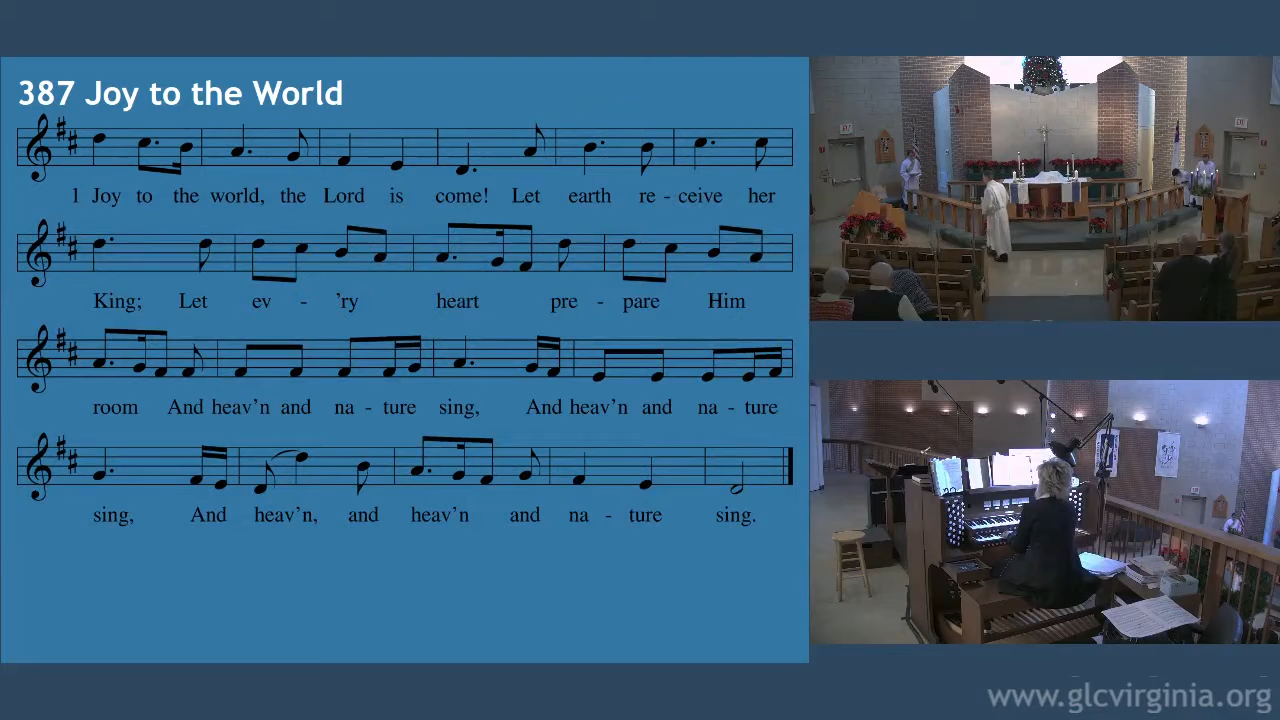 387 Joy to the World
1 Joy to the world, the Lord is come! Let earth re - ceive her
King; Let ev - ’ry heart pre - pare Him
room And heav’n and na - ture sing, And heav’n and na - ture
sing, And heav’n, and heav’n and na - ture sing.
www.glcvirginia.org